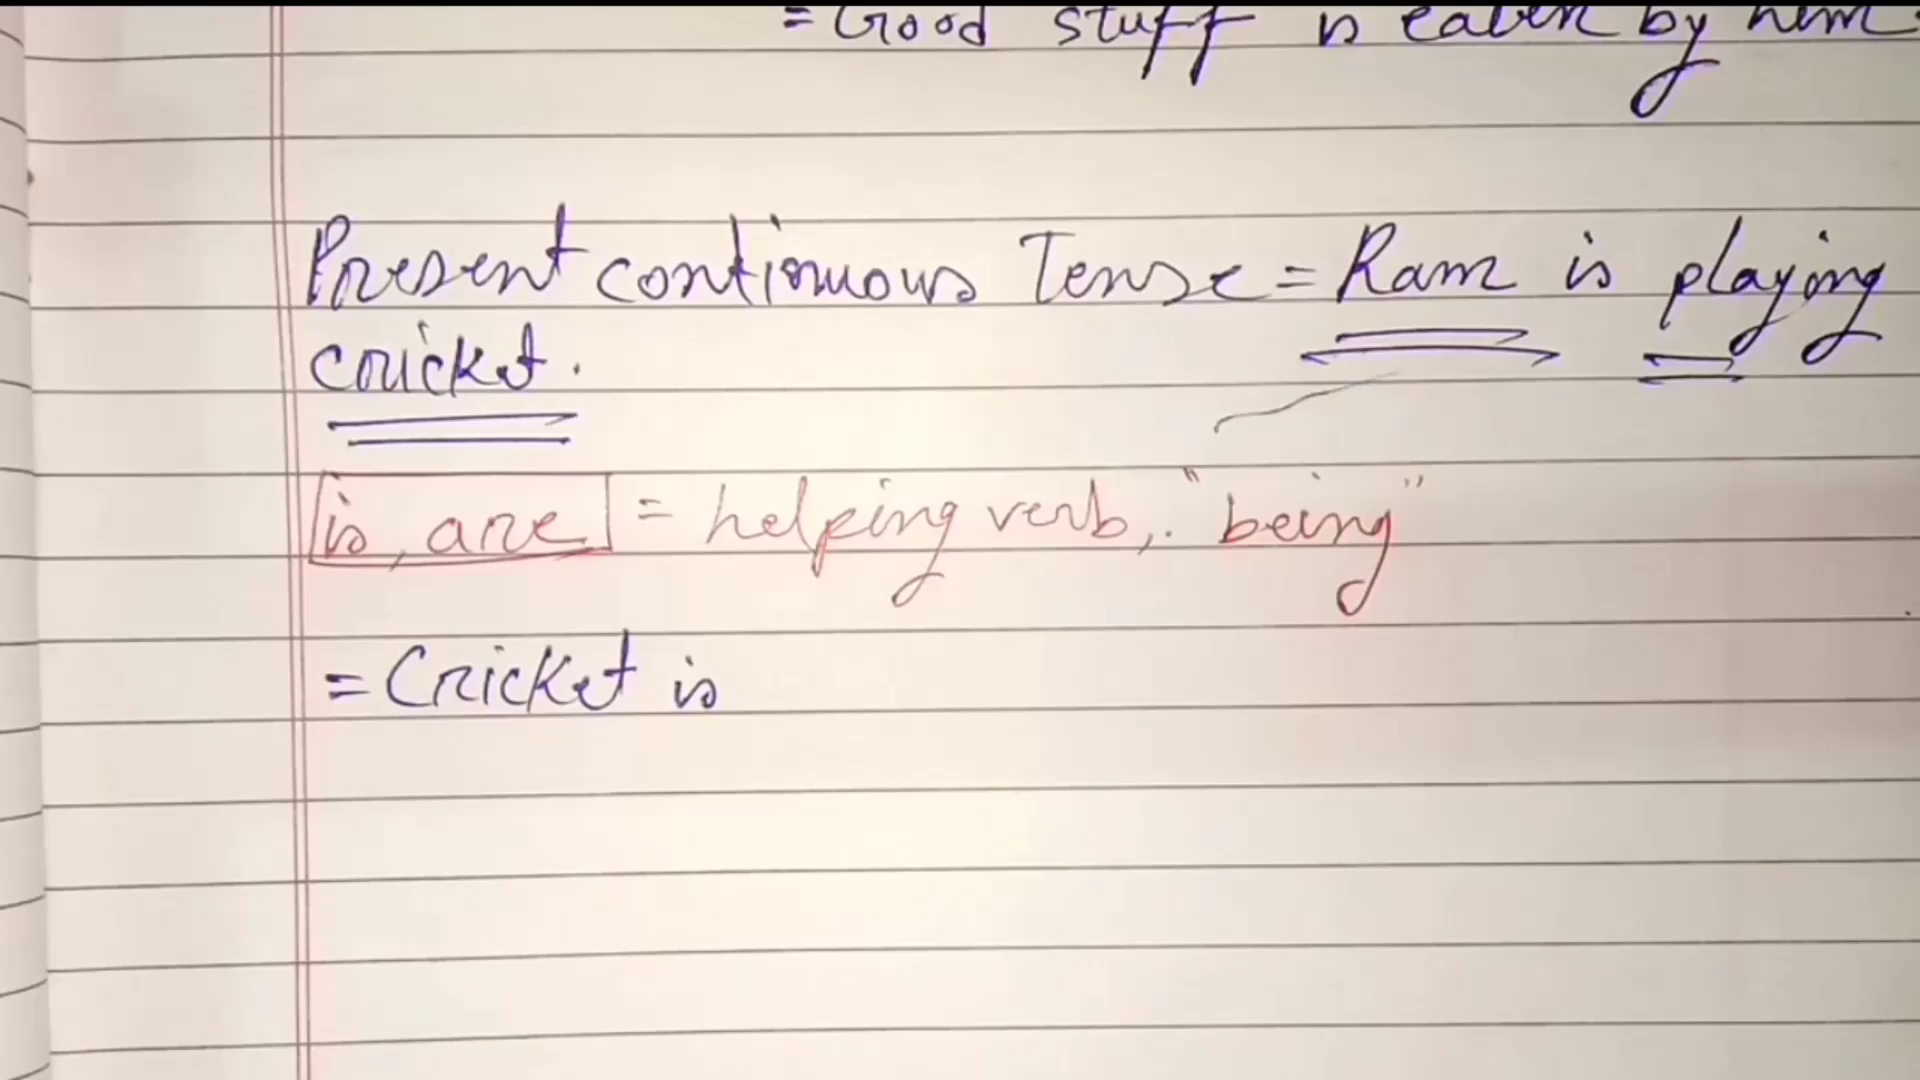 = Good stuff is eaten by him
Present continuous Tense = Ram is playing
cricket.
is, are = helping verb, . "being"
= Cricket is